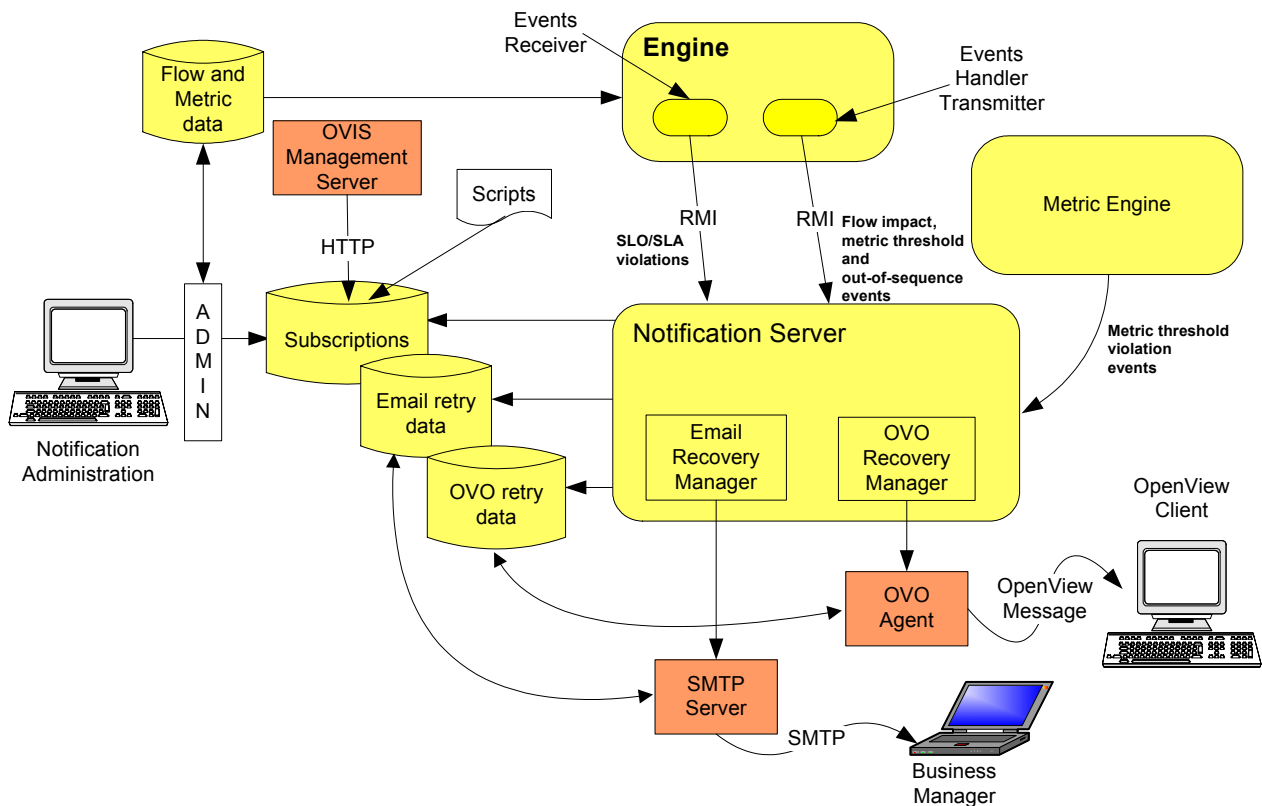 Events
Receiver
Engine
Events
Handler
Transmitter
Flow and
Metric
data
OVIS
Management
Server
Scripts
Metric Engine
RMI
RMI
SLO/SLA
violations
Flow impact,
metric threshold
and
out-of-sequence
events
HTTP
A
D
M
I
N
Subscriptions
Notification Server
Metric threshold
violation
events
Email retry
data
Notification
Administration
Email
Recovery
Manager
OVO
Recovery
Manager
OVO retry
data
OpenView
Client
OVO
Agent
OpenView
Message
SMTP
Server
SMTP
Business
Manager